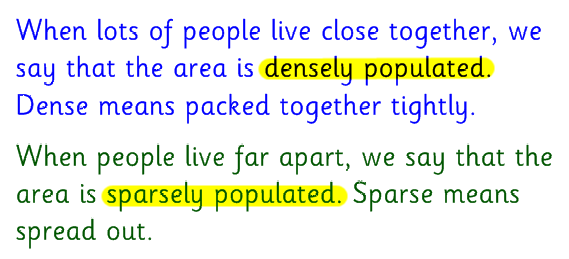 When lots of people live close together, we
say that the area is densely populated.
Dense means packed together tightly.
When people live far apart, we say that the
area is sparsely populated. Sparse means
spread out.